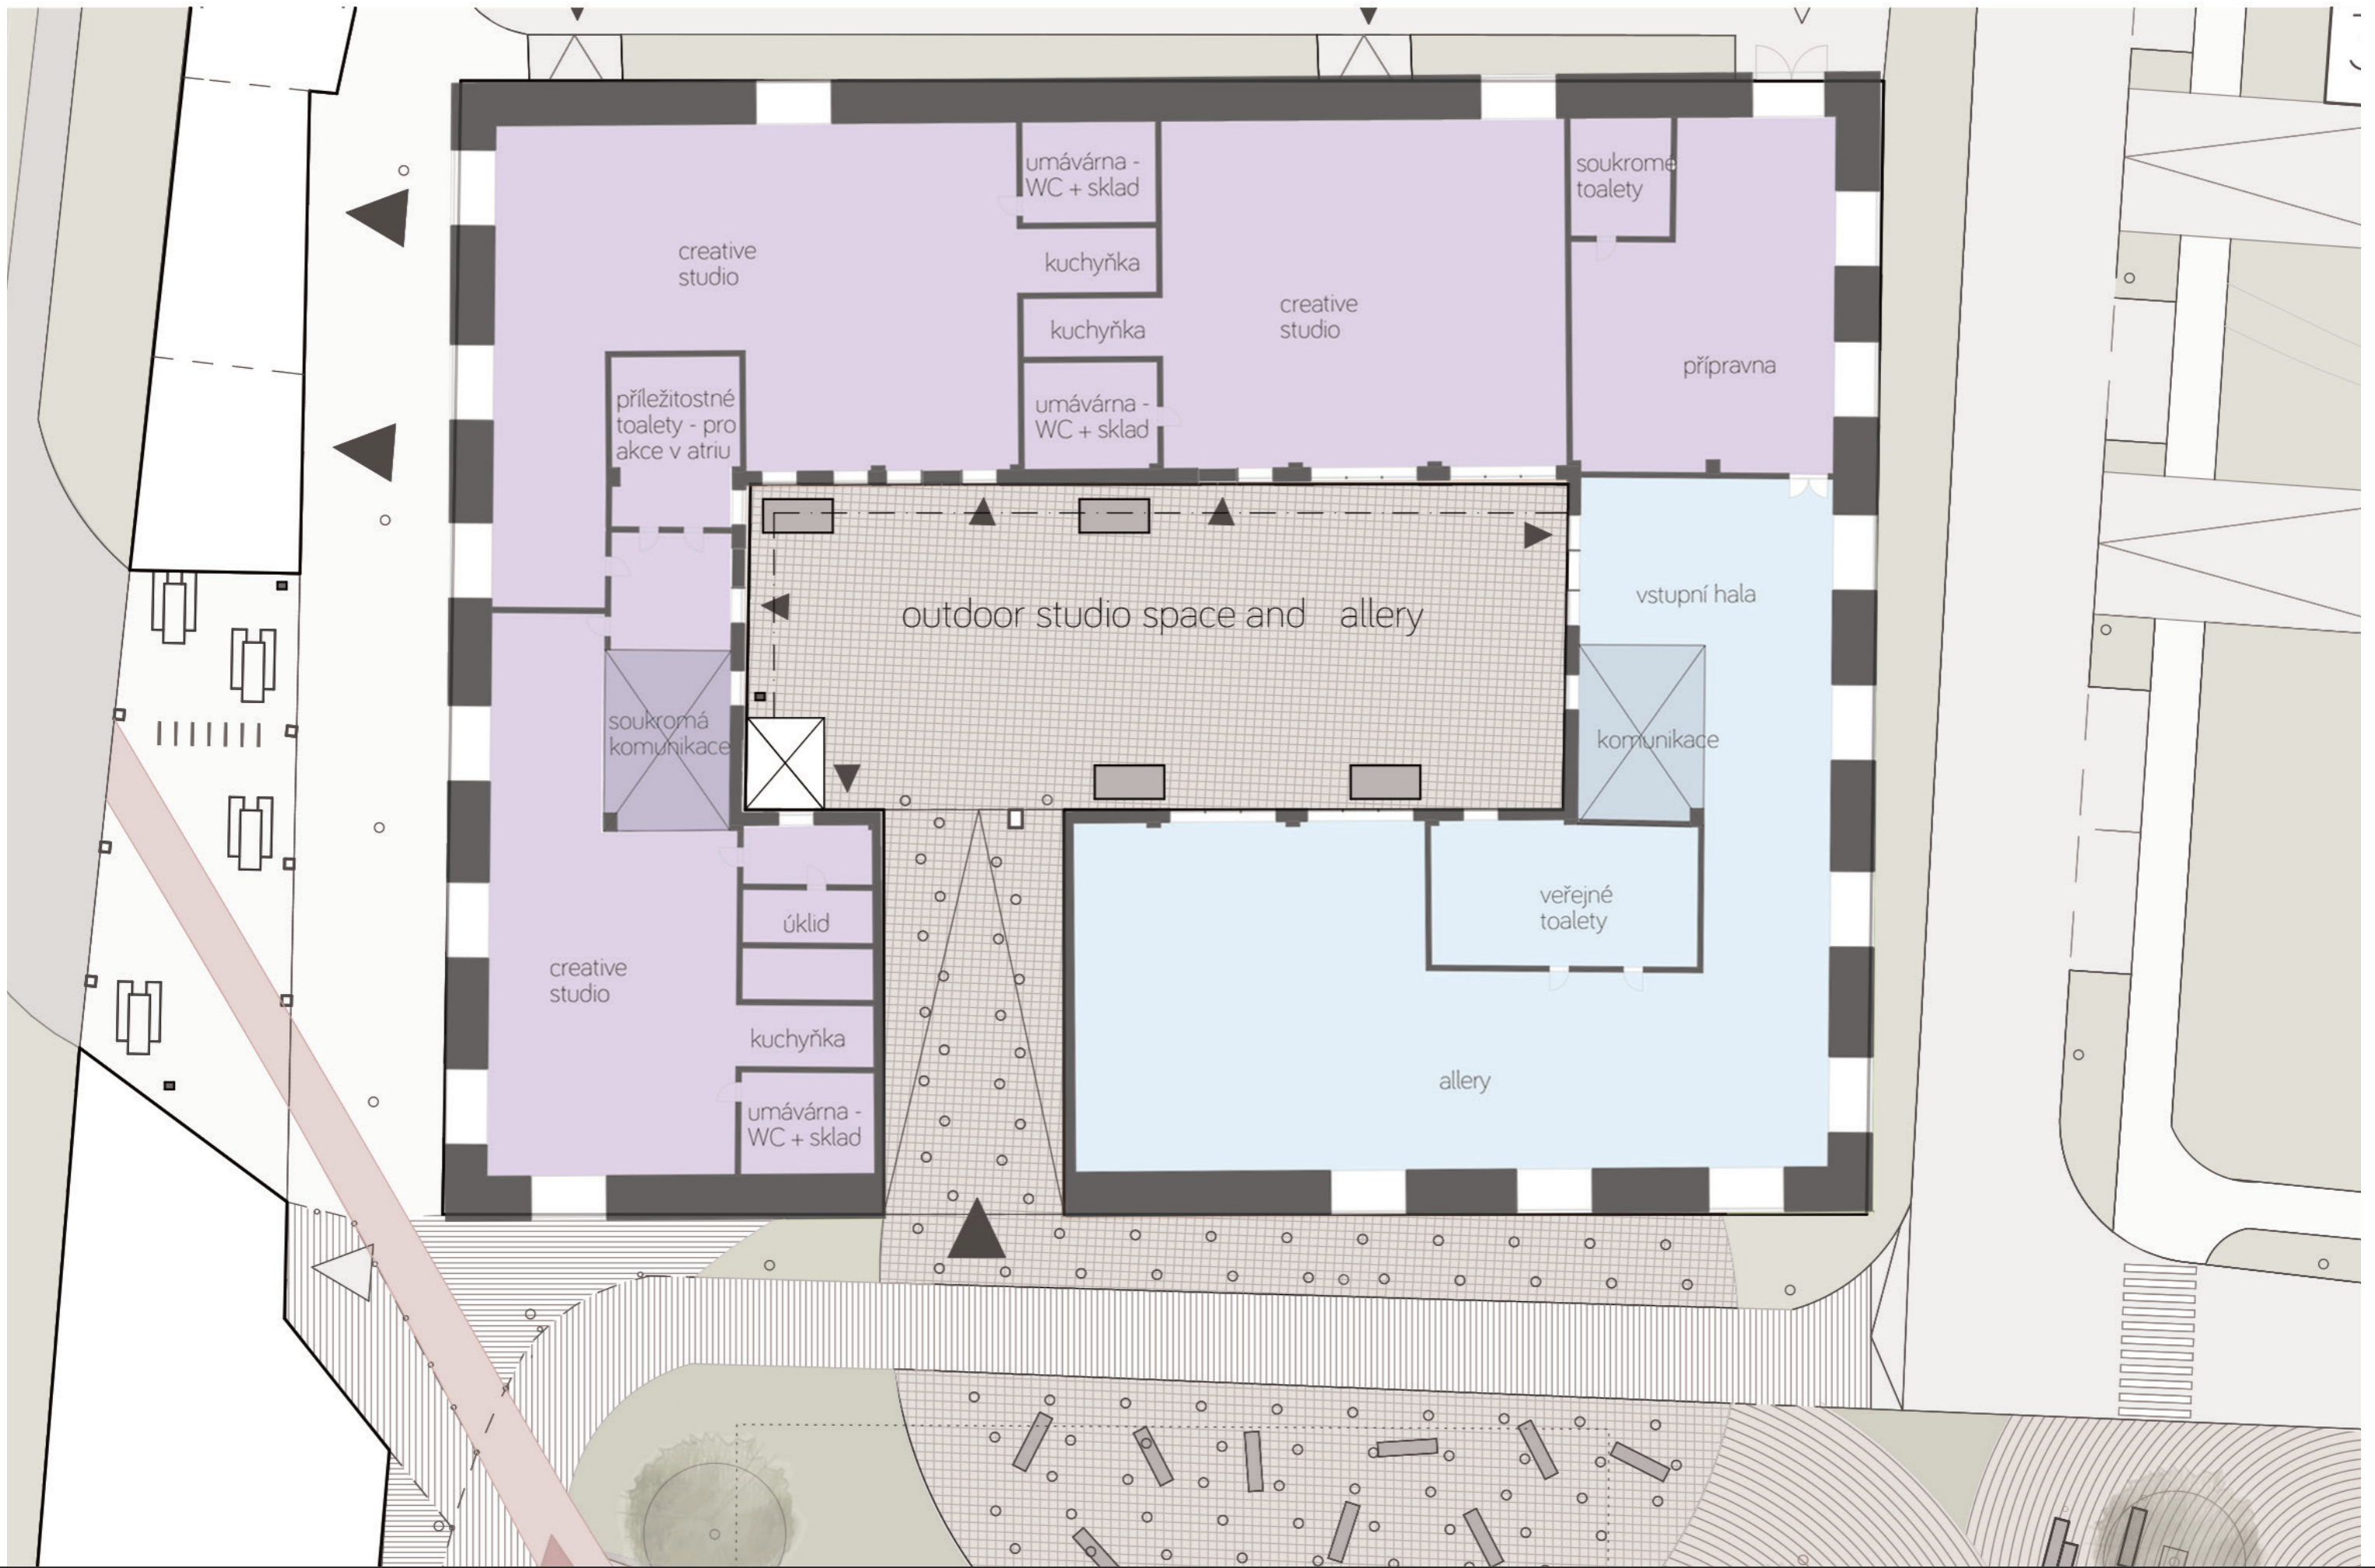 umávárna -
WC + sklad
soukromé
toalety
creative
studio
kuchyňka
creative
studio
kuchyňka
přípravna
příležitostné
toalety - pro
akce v atriu
umávárna -
WC + sklad
outdoor studio space and allery
vstupní hala
soukromá
komunikace
komunikace
veřejné
toalety
úklid
creative
studio
kuchyňka
allery
umávárna -
WC + sklad